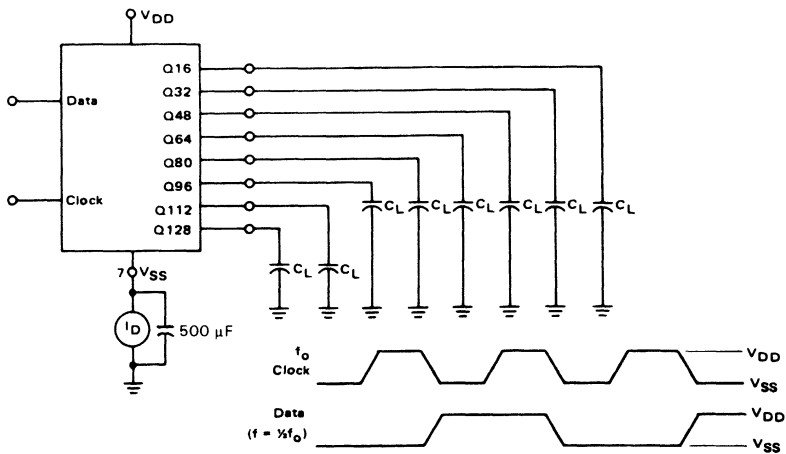 VDD
Data
Clock
Q16
Q32
Q48
Q64
Q80
Q96
Q112
Q128
7 VSS
ID
500 μF
CL
CL
CL
CL
CL
CL
CL
CL
fo
Clock
VDD
VSS
Data
(f = ½fo)
VDD
VSS